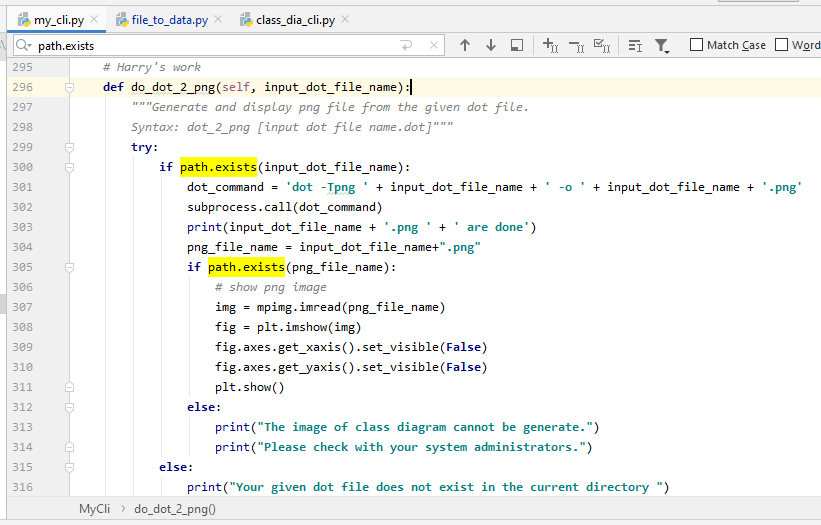 my_cli.py file_to_data.py class_dia_cli.py
path.exists Match Case Word
295 # Harry's work
296 def do_dot_2_png(self, input_dot_file_name):
297 """Generate and display png file from the given dot file.
298 Syntax: dot_2_png [input dot file name.dot]"""
299 try:
300 if path.exists(input_dot_file_name):
301 dot_command = 'dot -Tpng ' + input_dot_file_name + ' -o ' + input_dot_file_name + '.png'
302 subprocess.call(dot_command)
303 print(input_dot_file_name + '.png ' + ' are done')
304 png_file_name = input_dot_file_name+".png"
305 if path.exists(png_file_name):
306 # show png image
307 img = mpimg.imread(png_file_name)
308 fig = plt.imshow(img)
309 fig.axes.get_xaxis().set_visible(False)
310 fig.axes.get_yaxis().set_visible(False)
311 plt.show()
312 else:
313 print("The image of class diagram cannot be generate.")
314 print("Please check with your system administrators.")
315 else:
316 print("Your given dot file does not exist in the current directory ")
MyCli › do_dot_2_png()